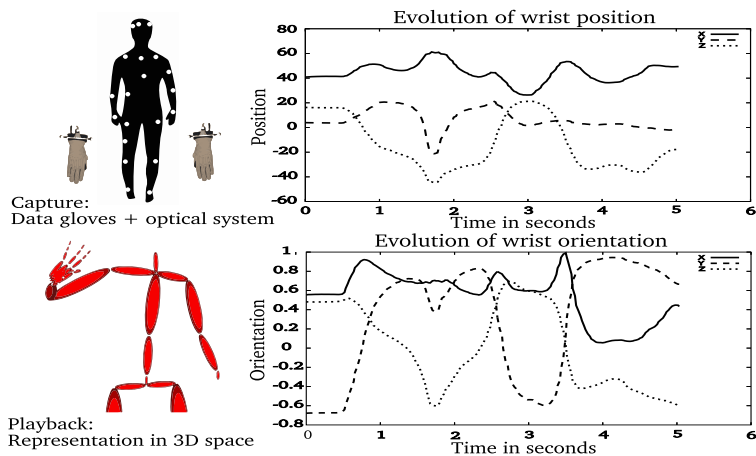 Evolution of wrist position
80
60
40
20
0
-20
-40
-60
Position
X
Y
Z
0 1 2 3 4 5 6
Time in seconds
Capture:
Data gloves + optical system
Evolution of wrist orientation
1
0.8
0.6
0.4
0.2
0
-0.2
-0.4
-0.6
-0.8
Orientation
X
Y
Z
0 1 2 3 4 5 6
Time in seconds
Playback:
Representation in 3D space